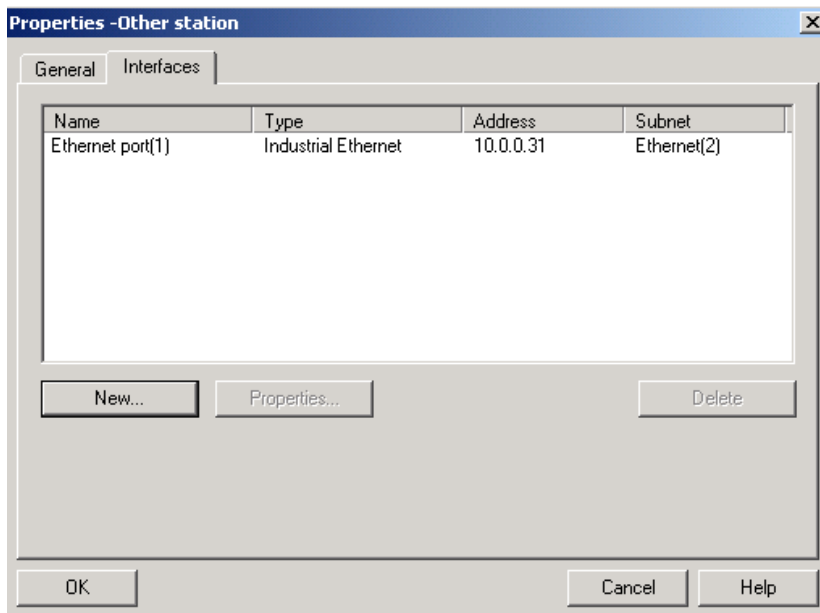 Properties -Other station
General Interfaces
Name Type Address Subnet
Ethernet port(1) Industrial Ethernet 10.0.0.31 Ethernet(2)
New... Properties... Delete
OK Cancel Help